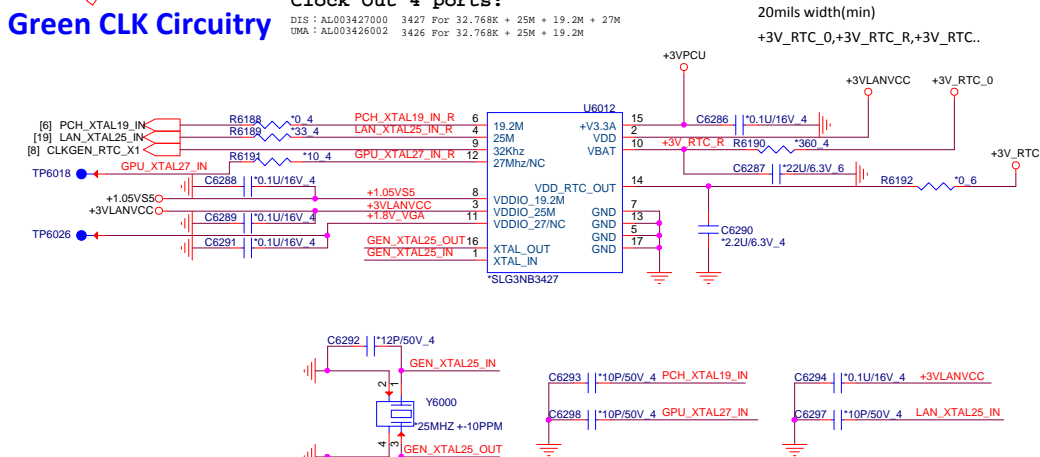 Clock Out 4 ports:
Green CLK Circuitry
DIS : AL003427000 3427 For 32.768K + 25M + 19.2M + 27M
UMA : AL003426002 3426 For 32.768K + 25M + 19.2M
20mils width(min)
+3V_RTC_0,+3V_RTC_R,+3V_RTC..
+3VPCU
+3VLANVCC
+3V_RTC_0
+3V_RTC
[6] PCH_XTAL19_IN
[19] LAN_XTAL25_IN
[8] CLKGEN_RTC_X1
R6188 *0_4 PCH_XTAL19_IN_R 6
R6189 *33_4 LAN_XTAL25_IN_R 4
9
TP6018 GPU_XTAL27_IN R6191 *10_4 GPU_XTAL27_IN_R 12
C6288 *0.1U/16V_4
+1.05VS5 +1.05VS5 8
+3VLANVCC +3VLANVCC 3
C6289 *0.1U/16V_4 +1.8V_VGA 11
TP6026
C6291 *0.1U/16V_4
GEN_XTAL25_OUT 16
GEN_XTAL25_IN 1
U6012
19.2M
25M
32Khz
27Mhz/NC
VDDIO_19.2M
VDDIO_25M
VDDIO_27/NC
XTAL_OUT
XTAL_IN
+V3.3A 15
VDD 2
VBAT 10
VDD_RTC_OUT 14
GND 7
GND 13
GND 5
GND 17
*SLG3NB3427
C6286 *0.1U/16V_4
+3V_RTC_R R6190 *360_4
C6287 *22U/6.3V_6
R6192 *0_6
C6290
*2.2U/6.3V_4
C6292 *12P/50V_4
GEN_XTAL25_IN
2 1
Y6000
*25MHZ +-10PPM
4 3
GEN_XTAL25_OUT
C6293 *10P/50V_4 PCH_XTAL19_IN
C6298 *10P/50V_4 GPU_XTAL27_IN
C6294 *0.1U/16V_4 +3VLANVCC
C6297 *10P/50V_4 LAN_XTAL25_IN